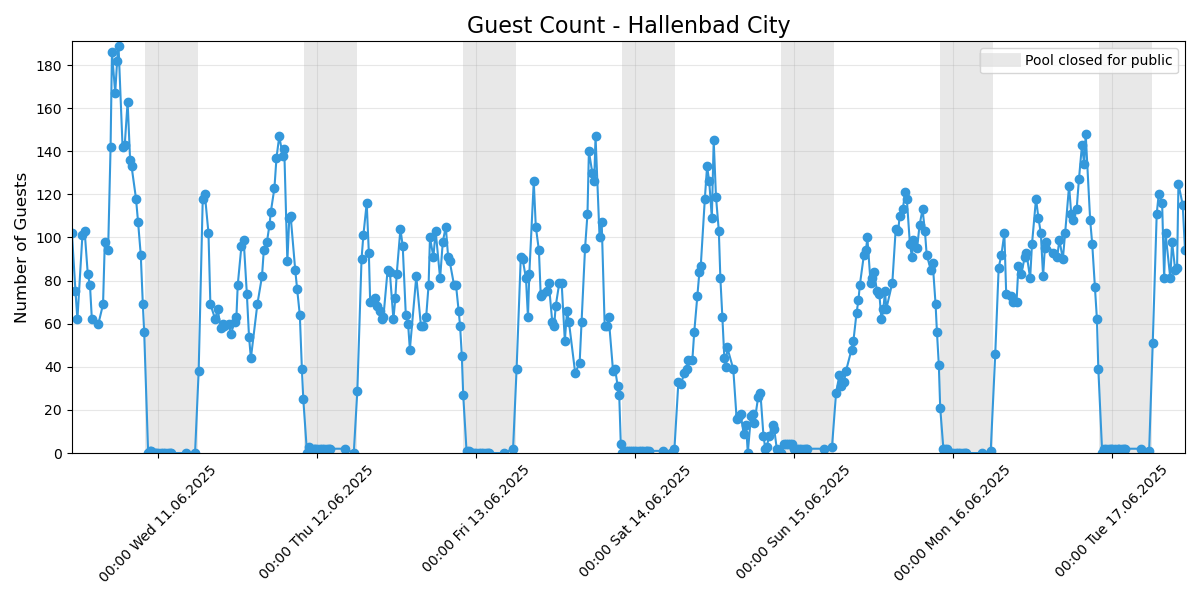 Guest Count - Hallenbad City
Pool closed for public
Number of Guests
180
160
140
120
100
80
60
40
20
0
00:00 Wed 11.06.2025
00:00 Thu 12.06.2025
00:00 Fri 13.06.2025
00:00 Sat 14.06.2025
00:00 Sun 15.06.2025
00:00 Mon 16.06.2025
00:00 Tue 17.06.2025